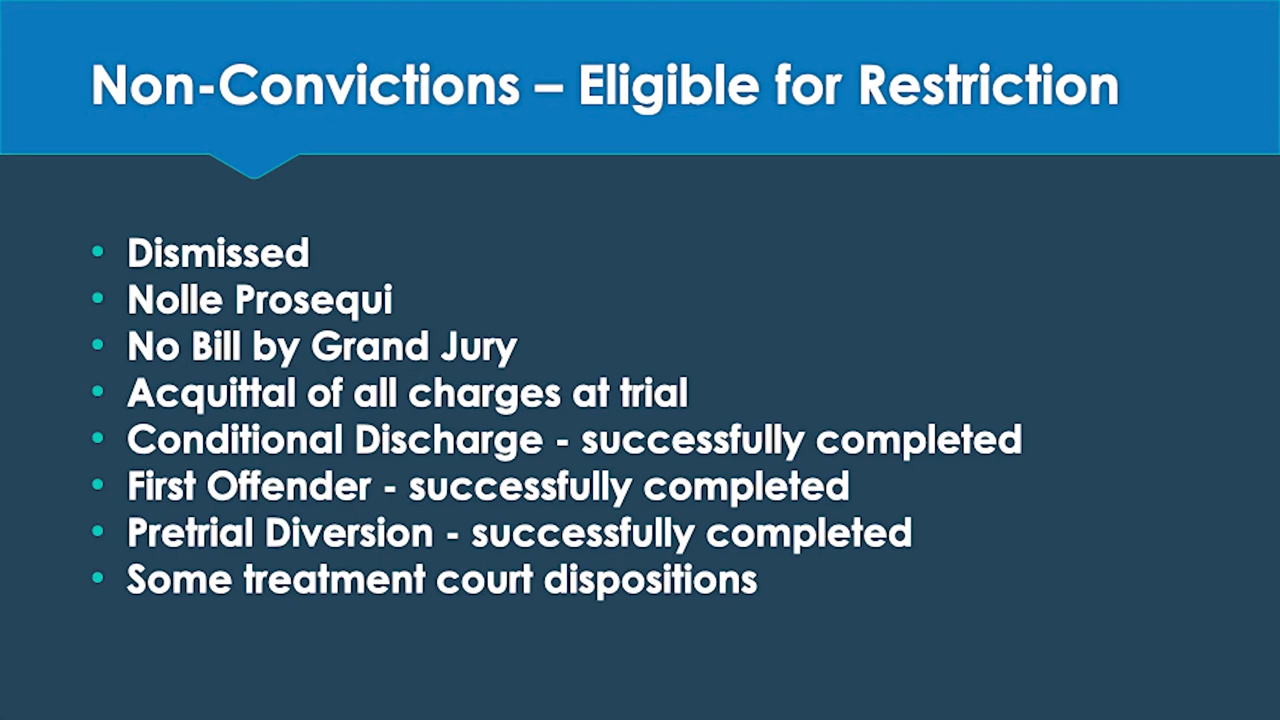 Non-Convictions – Eligible for Restriction
• Dismissed
• Nolle Prosequi
• No Bill by Grand Jury
• Acquittal of all charges at trial
• Conditional Discharge - successfully completed
• First Offender - successfully completed
• Pretrial Diversion - successfully completed
• Some treatment court dispositions